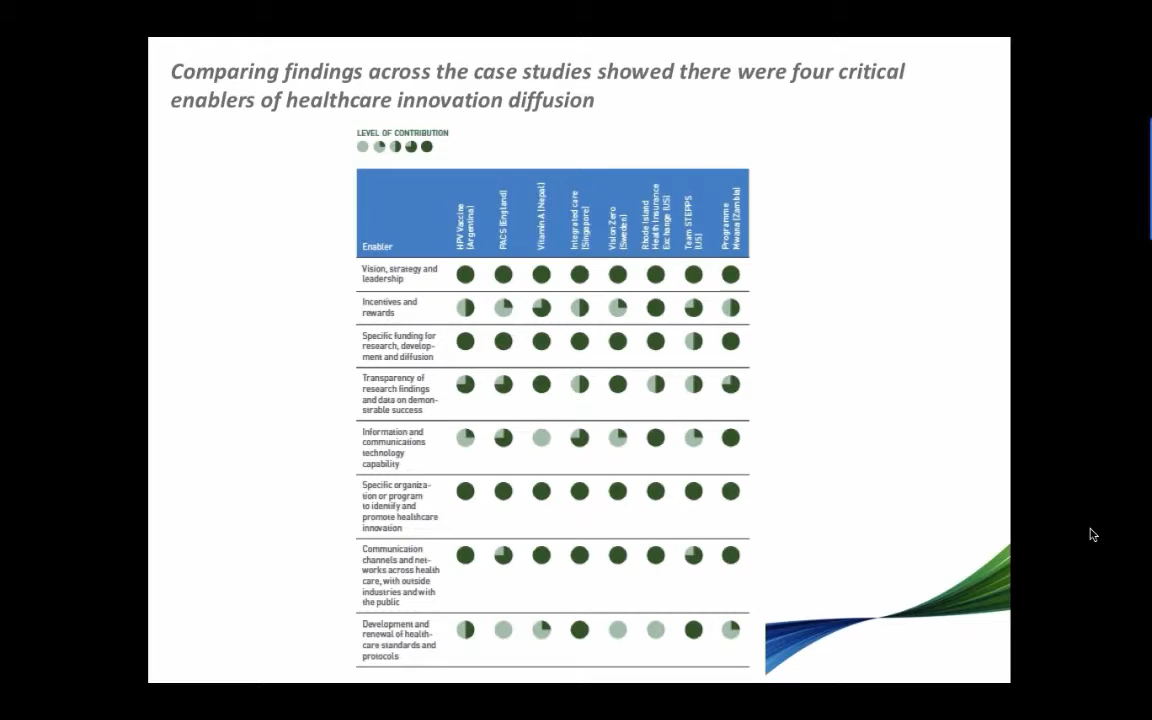 Comparing findings across the case studies showed there were four critical
enablers of healthcare innovation diffusion
LEVEL OF CONTRIBUTION
Enabler
HPV Vaccine
(Argentina)
PACS (England)
Vitamin A (Nepal)
Integrated care
(Singapore)
Vision Zero
(Sweden)
Rhode Island
Health Insurance
Exchange (US)
Team STEPPS
(US)
Programme
Mwana (Zambia)
Vision, strategy and
leadership
Incentives and
rewards
Specific funding for
research, develop-
ment and diffusion
Transparency of
research findings
and data on demon-
strable success
Information and
communications
technology
capability
Specific organiza-
tion or program
to identify and
promote healthcare
innovation
Communication
channels and net-
works across health
care, with outside
industries and with
the public
Development and
renewal of health-
care standards and
protocols